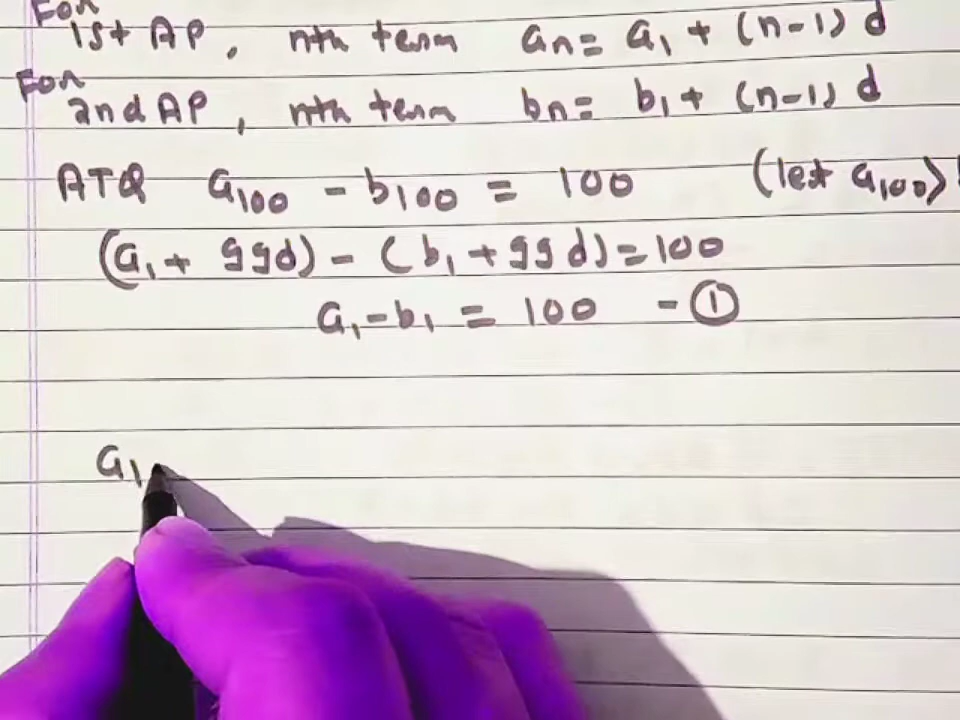 For
1st AP, nth term an = a1 + (n-1) d
For
2nd AP, nth term bn = b1 + (n-1) d
ATQ a100 - b100 = 100 (let a100)
(a1 + 99d) - (b1 + 99d) = 100
a1 - b1 = 100 - ①
a1